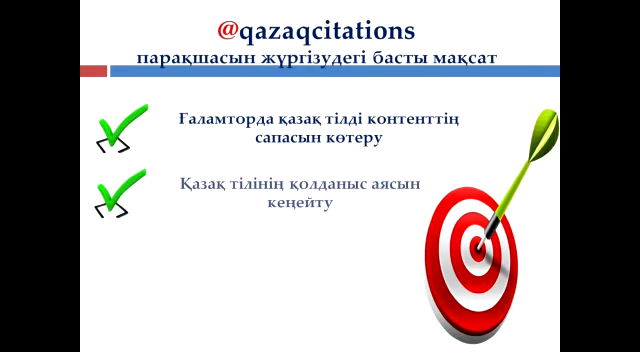 @qazaqcitations
парақшасын жүргізудегі басты мақсат
Ғаламторда қазақ тілді контенттің
сапасын көтеру
Қазақ тілінің қолданыс аясын
кеңейту